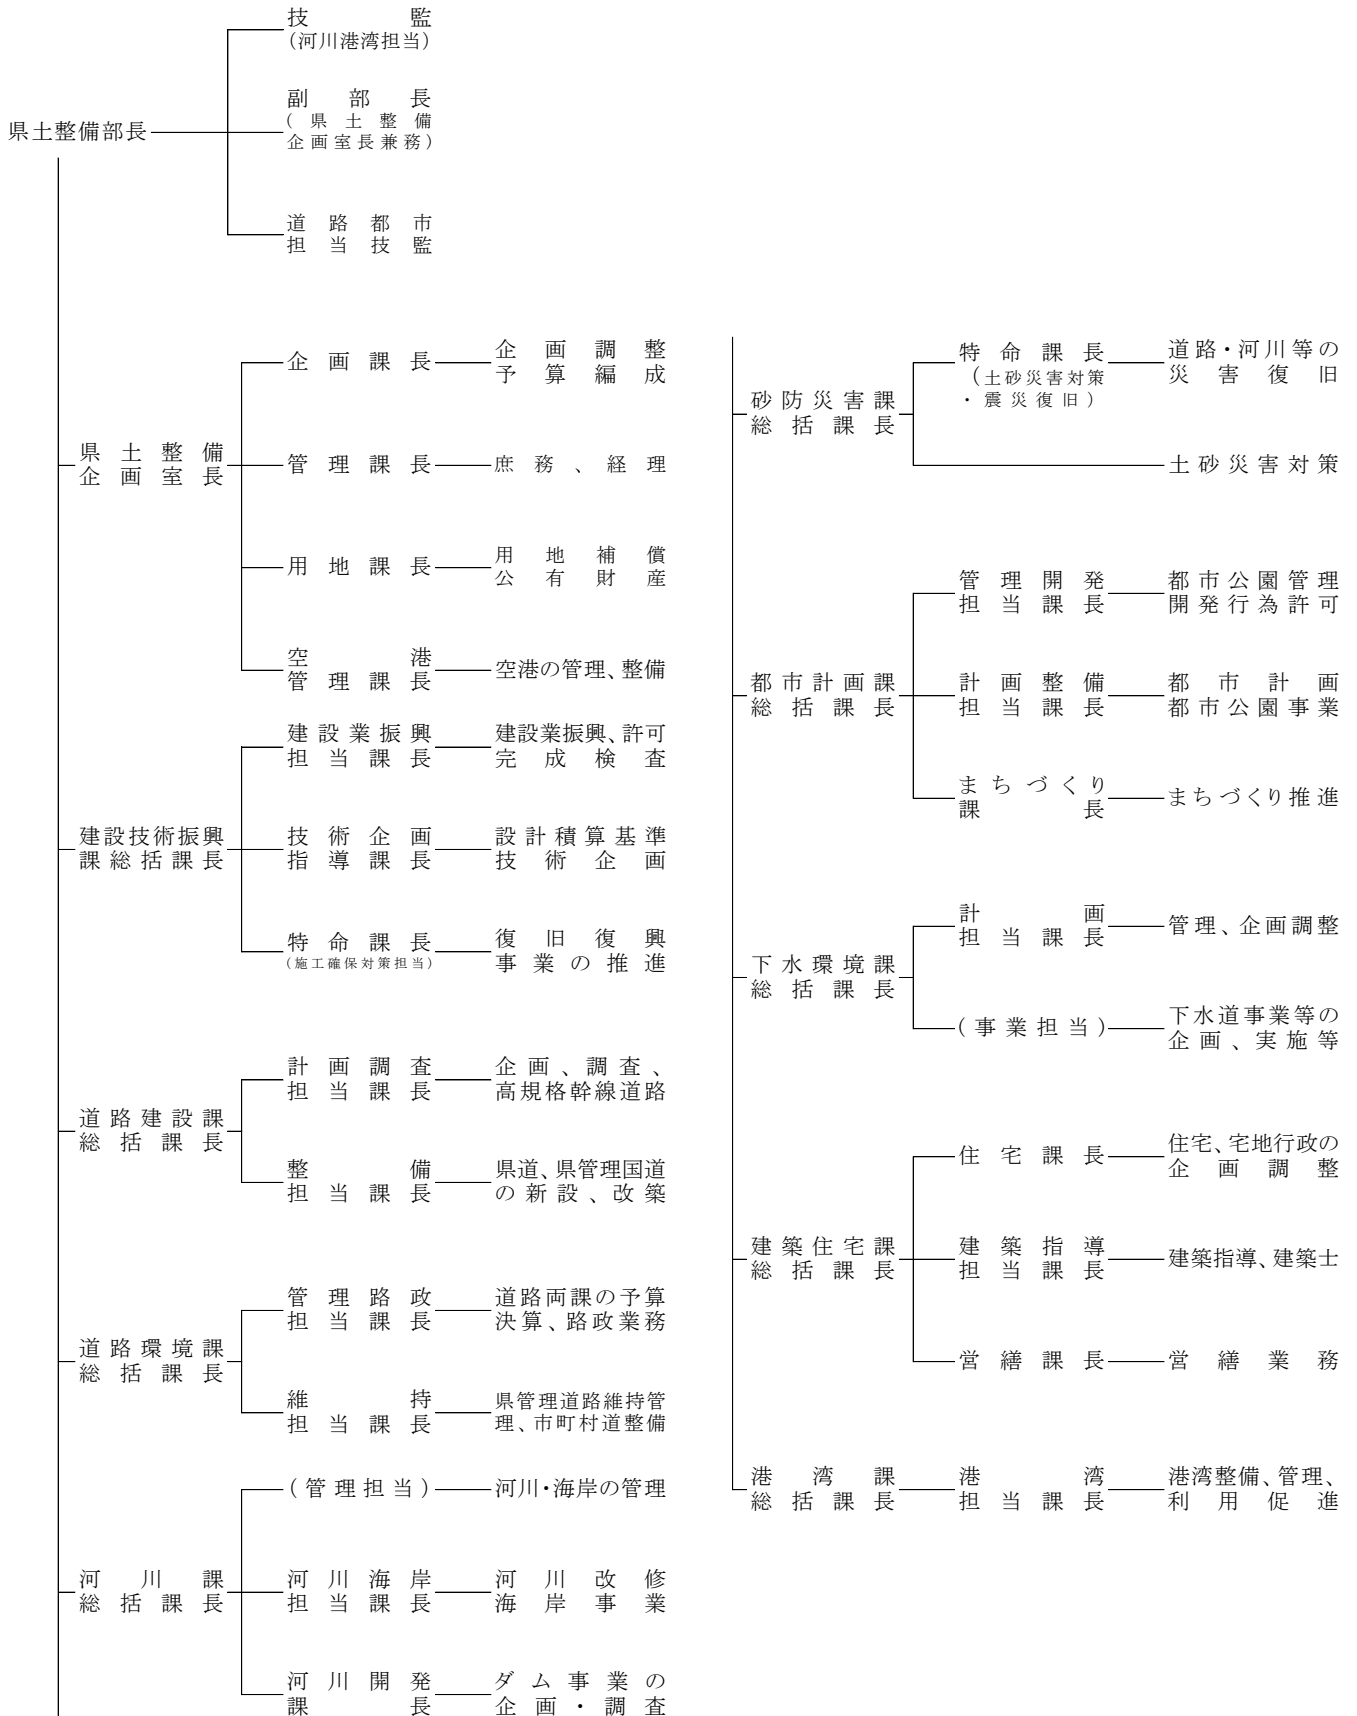 県土整備部長
技監
(河川港湾担当)
副部長
(県土整備
企画室長兼務)
道路都市
担当技監
県土整備
企画室長
企画課長
企画調整
予算編成
管理課長
庶務、経理
用地課長
用地補償
公有財産
空港
管理課長
空港の管理、整備
建設技術振興
課総括課長
建設業振興
担当課長
建設業振興、許可
完成検査
技術企画
指導課長
設計積算基準
技術企画
特命課長
(施工確保対策担当)
復旧復興
事業の推進
道路建設課
総括課長
計画調査
担当課長
企画、調査、
高規格幹線道路
整備
担当課長
県道、県管理国道
の新設、改築
道路環境課
総括課長
管理路政
担当課長
道路両課の予算
決算、路政業務
維持
担当課長
県管理道路維持管
理、市町村道整備
河川課
総括課長
(管理担当)
河川・海岸の管理
河川海岸
担当課長
河川改修
海岸事業
河川開発
課長
ダム事業の
企画・調査
砂防災害課
総括課長
特命課長
(土砂災害対策
・震災復旧)
道路・河川等の
災害復旧
土砂災害対策
都市計画課
総括課長
管理開発
担当課長
都市公園管理
開発行為許可
計画整備
担当課長
都市計画
都市公園事業
まちづくり
課長
まちづくり推進
下水環境課
総括課長
計画
担当課長
管理、企画調整
(事業担当)
下水道事業等の
企画、実施等
建築住宅課
総括課長
住宅課長
住宅、宅地行政の
企画調整
建築指導
担当課長
建築指導、建築士
営繕課長
営繕業務
港湾課
総括課長
港湾
担当課長
港湾整備、管理、
利用促進